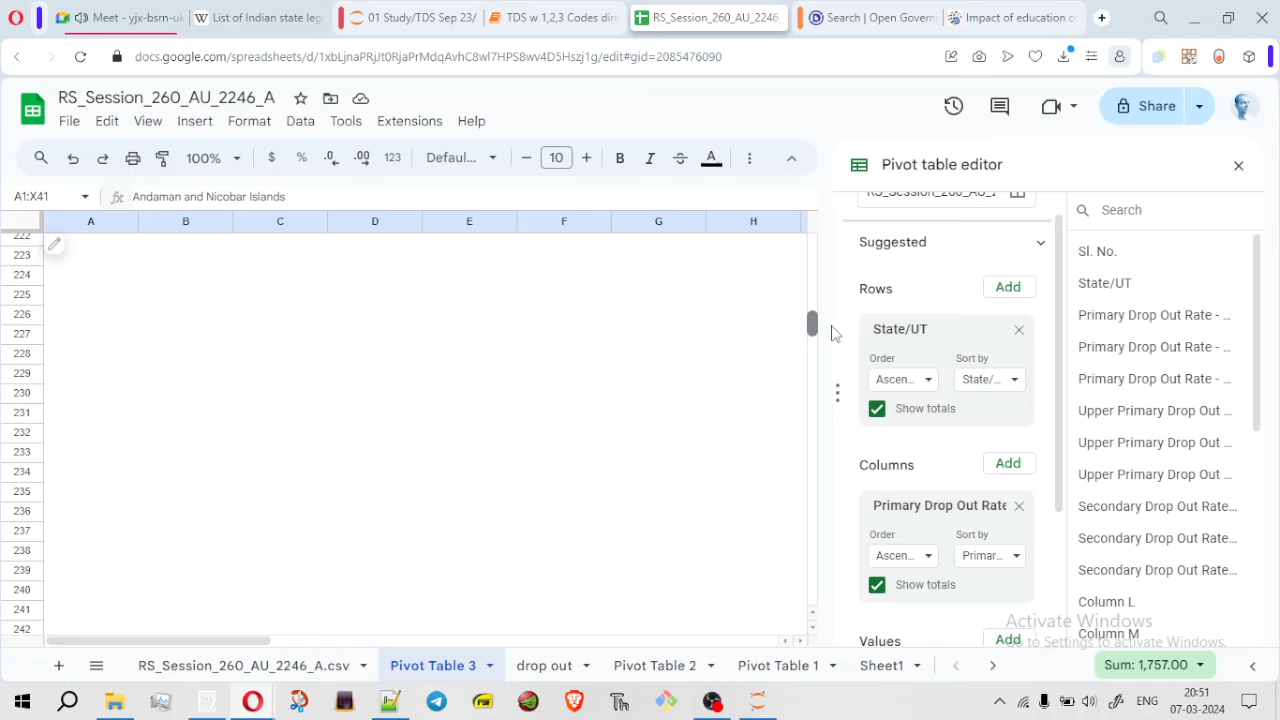 Meet - yjx-bsrn-uk
List of Indian state leg
01 Study/TDS Sep 23/
TDS w 1,2,3 Codes dire
RS_Session_260_AU_2246_
Search | Open Governm
Impact of education o
docs.google.com/spreadsheets/d/1xbLjnaPRjIt0RjaPrMdqAvhC8wl7HPS8wv4D5Hszj1g/edit#gid=2085476090
RS_Session_260_AU_2246_A
Share
File Edit View Insert Format Data Tools Extensions Help
100% $ % .0 .00 123 Defaul... 10 B I A
Pivot table editor
A1:X41 fx Andaman and Nicobar Islands
A B C D E F G H
222
223
224
225
226
227
228
229
230
231
232
233
234
235
236
237
238
239
240
241
242
RS_Session_260_AU_2
Suggested
Rows Add
State/UT
Order Sort by
Ascen... State/...
Show totals
Columns Add
Primary Drop Out Rate
Order Sort by
Ascen... Primar...
Show totals
Values Add
Search
Sl. No.
State/UT
Primary Drop Out Rate - ...
Primary Drop Out Rate - ...
Primary Drop Out Rate - ...
Upper Primary Drop Out ...
Upper Primary Drop Out ...
Upper Primary Drop Out ...
Secondary Drop Out Rate...
Secondary Drop Out Rate...
Secondary Drop Out Rate...
Column L
Column M
Activate Windows
Go to Settings to activate Windows.
RS_Session_260_AU_2246_A.csv Pivot Table 3 drop out Pivot Table 2 Pivot Table 1 Sheet1
Sum: 1,757.00
PDF
ENG
20:51
07-03-2024